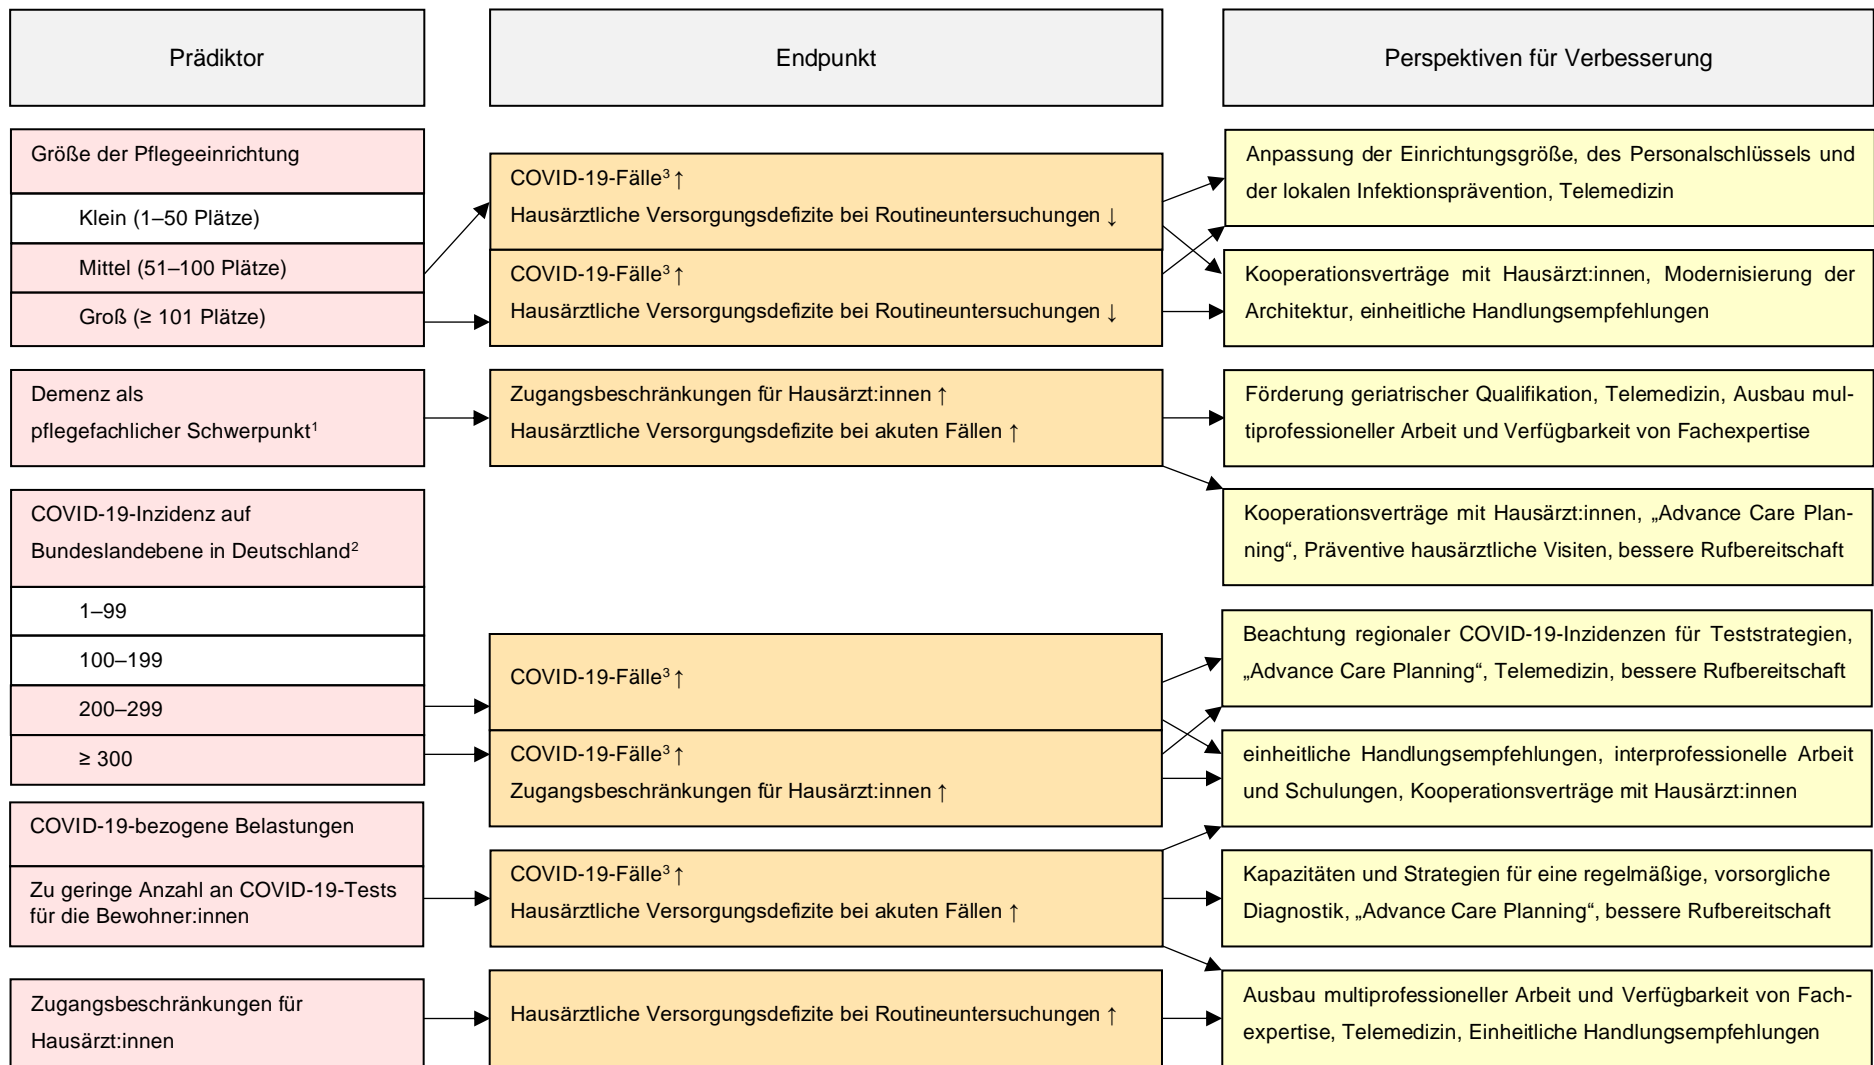 Prädiktor
Endpunkt
Perspektiven für Verbesserung
Größe der Pflegeeinrichtung
Klein (1–50 Plätze)
Mittel (51–100 Plätze)
Groß (≥ 101 Plätze)
COVID-19-Fälle³ ↑
Hausärztliche Versorgungsdefizite bei Routineuntersuchungen ↓
COVID-19-Fälle³ ↑
Hausärztliche Versorgungsdefizite bei Routineuntersuchungen ↓
Anpassung der Einrichtungsgröße, des Personalschlüssels und
der lokalen Infektionsprävention, Telemedizin
Kooperationsverträge mit Hausärzt:innen, Modernisierung der
Architektur, einheitliche Handlungsempfehlungen
Demenz als
pflegefachlicher Schwerpunkt¹
Zugangsbeschränkungen für Hausärzt:innen ↑
Hausärztliche Versorgungsdefizite bei akuten Fällen ↑
Förderung geriatrischer Qualifikation, Telemedizin, Ausbau mul-
tiprofessioneller Arbeit und Verfügbarkeit von Fachexpertise
Kooperationsverträge mit Hausärzt:innen, „Advance Care Plan-
ning“, Präventive hausärztliche Visiten, bessere Rufbereitschaft
COVID-19-Inzidenz auf
Bundeslandebene in Deutschland²
1–99
100–199
200–299
≥ 300
COVID-19-Fälle³ ↑
COVID-19-Fälle³ ↑
Zugangsbeschränkungen für Hausärzt:innen ↑
Beachtung regionaler COVID-19-Inzidenzen für Teststrategien,
„Advance Care Planning“, Telemedizin, bessere Rufbereitschaft
einheitliche Handlungsempfehlungen, interprofessionelle Arbeit
und Schulungen, Kooperationsverträge mit Hausärzt:innen
COVID-19-bezogene Belastungen
Zu geringe Anzahl an COVID-19-Tests
für die Bewohner:innen
COVID-19-Fälle³ ↑
Hausärztliche Versorgungsdefizite bei akuten Fällen ↑
Kapazitäten und Strategien für eine regelmäßige, vorsorgliche
Diagnostik, „Advance Care Planning“, bessere Rufbereitschaft
Zugangsbeschränkungen für
Hausärzt:innen
Hausärztliche Versorgungsdefizite bei Routineuntersuchungen ↑
Ausbau multiprofessioneller Arbeit und Verfügbarkeit von Fach-
expertise, Telemedizin, Einheitliche Handlungsempfehlungen